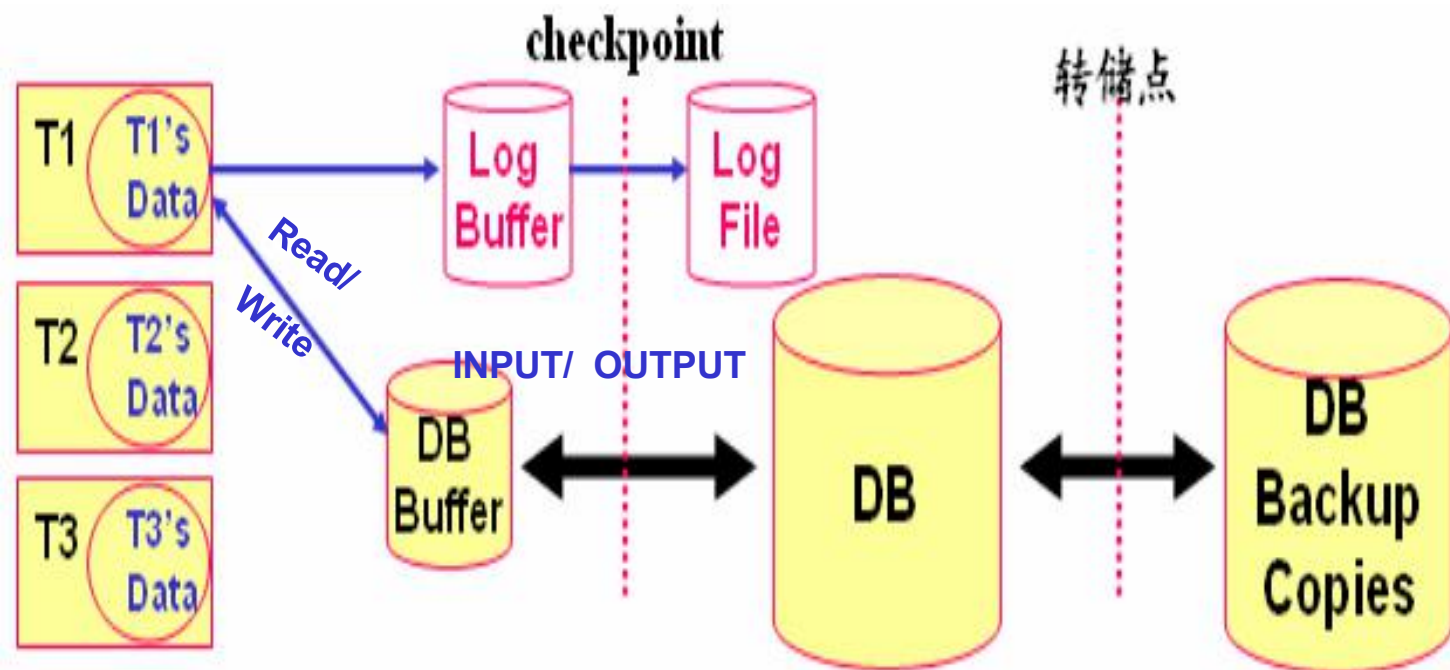 checkpoint
转储点
T1
T1's
Data
Log
Buffer
Log
File
Read/
Write
T2
T2's
Data
INPUT/ OUTPUT
DB
Buffer
DB
DB
Backup
Copies
T3
T3's
Data